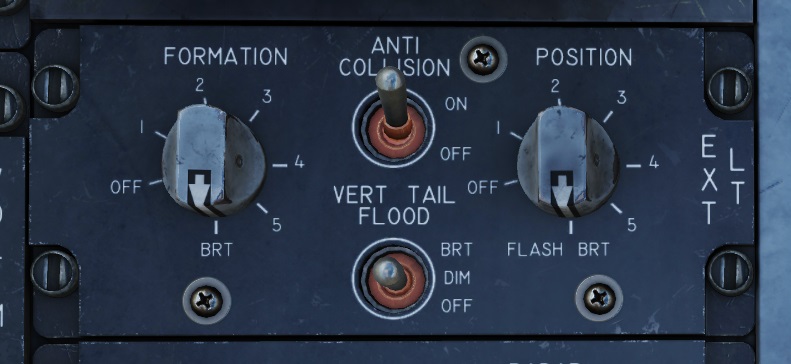 FORMATION
ANTI
COLLISION
POSITION
OFF
1
2
3
4
5
BRT
ON
OFF
VERT TAIL
FLOOD
BRT
DIM
OFF
OFF
1
2
3
4
5
FLASH BRT
EXT
LT